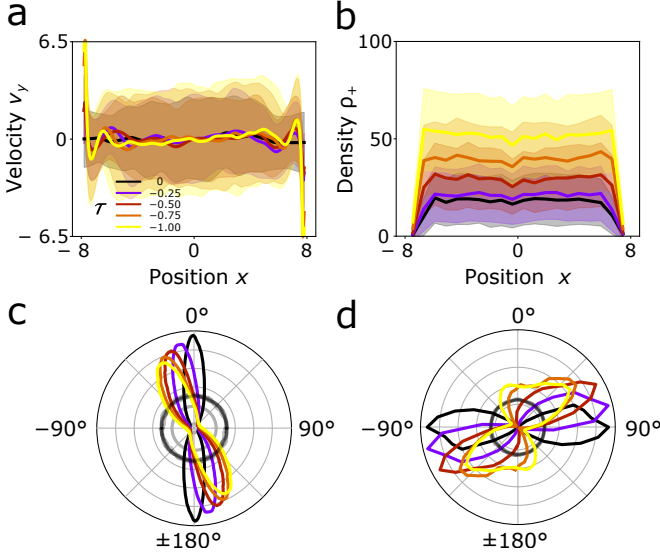 a
6.5
0
− 6.5
Velocity vy
τ
0
−0.25
−0.50
−0.75
−1.00
−8
0
8
Position x
b
100
50
0
Density ρ+
−8
0
8
Position x
c
0°
−90°
90°
±180°
d
0°
−90°
90°
±180°